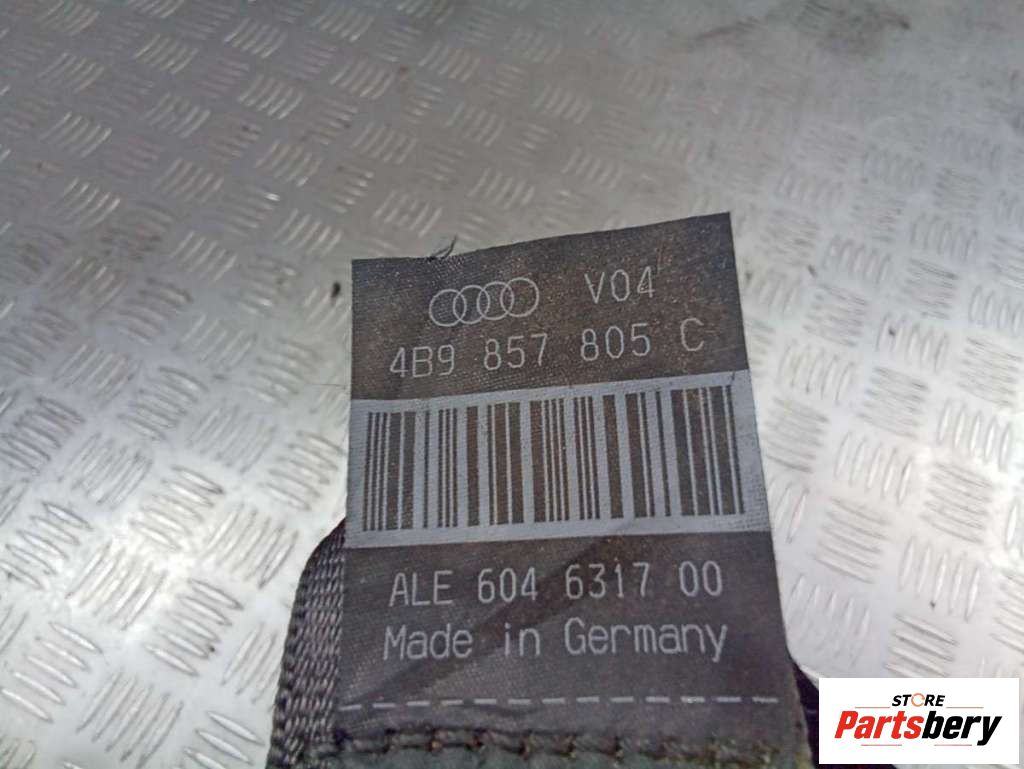 V04
4B9 857 805 C
ALE 604 6317 00
Made in Germany
STORE
Partsbery